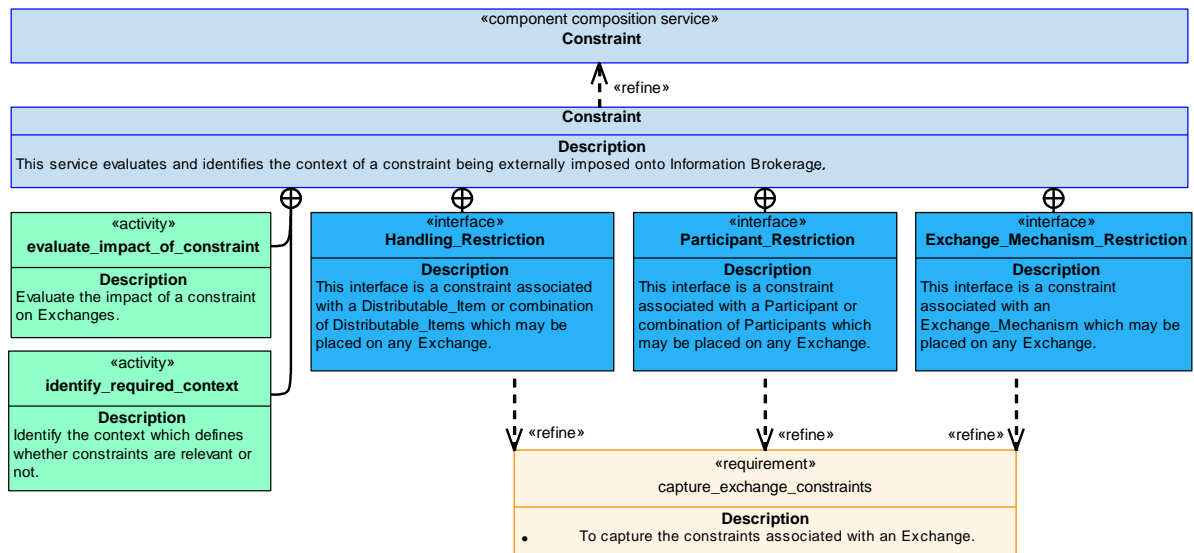 «component composition service»
Constraint
«refine»
Constraint
Description
This service evaluates and identifies the context of a constraint being externally imposed onto Information Brokerage.
«activity»
evaluate_impact_of_constraint
Description
Evaluate the impact of a constraint
on Exchanges.
«activity»
identify_required_context
Description
Identify the context which defines
whether constraints are relevant or
not.
«interface»
Handling_Restriction
Description
This interface is a constraint associated
with a Distributable_Item or combination
of Distributable_Items which may be
placed on any Exchange.
«interface»
Participant_Restriction
Description
This interface is a constraint
associated with a Participant or
combination of Participants which
may be placed on any Exchange.
«interface»
Exchange_Mechanism_Restriction
Description
This interface is a constraint
associated with an
Exchange_Mechanism which may be
placed on any Exchange.
«refine»
«refine»
«refine»
«requirement»
capture_exchange_constraints
Description
• To capture the constraints associated with an Exchange.